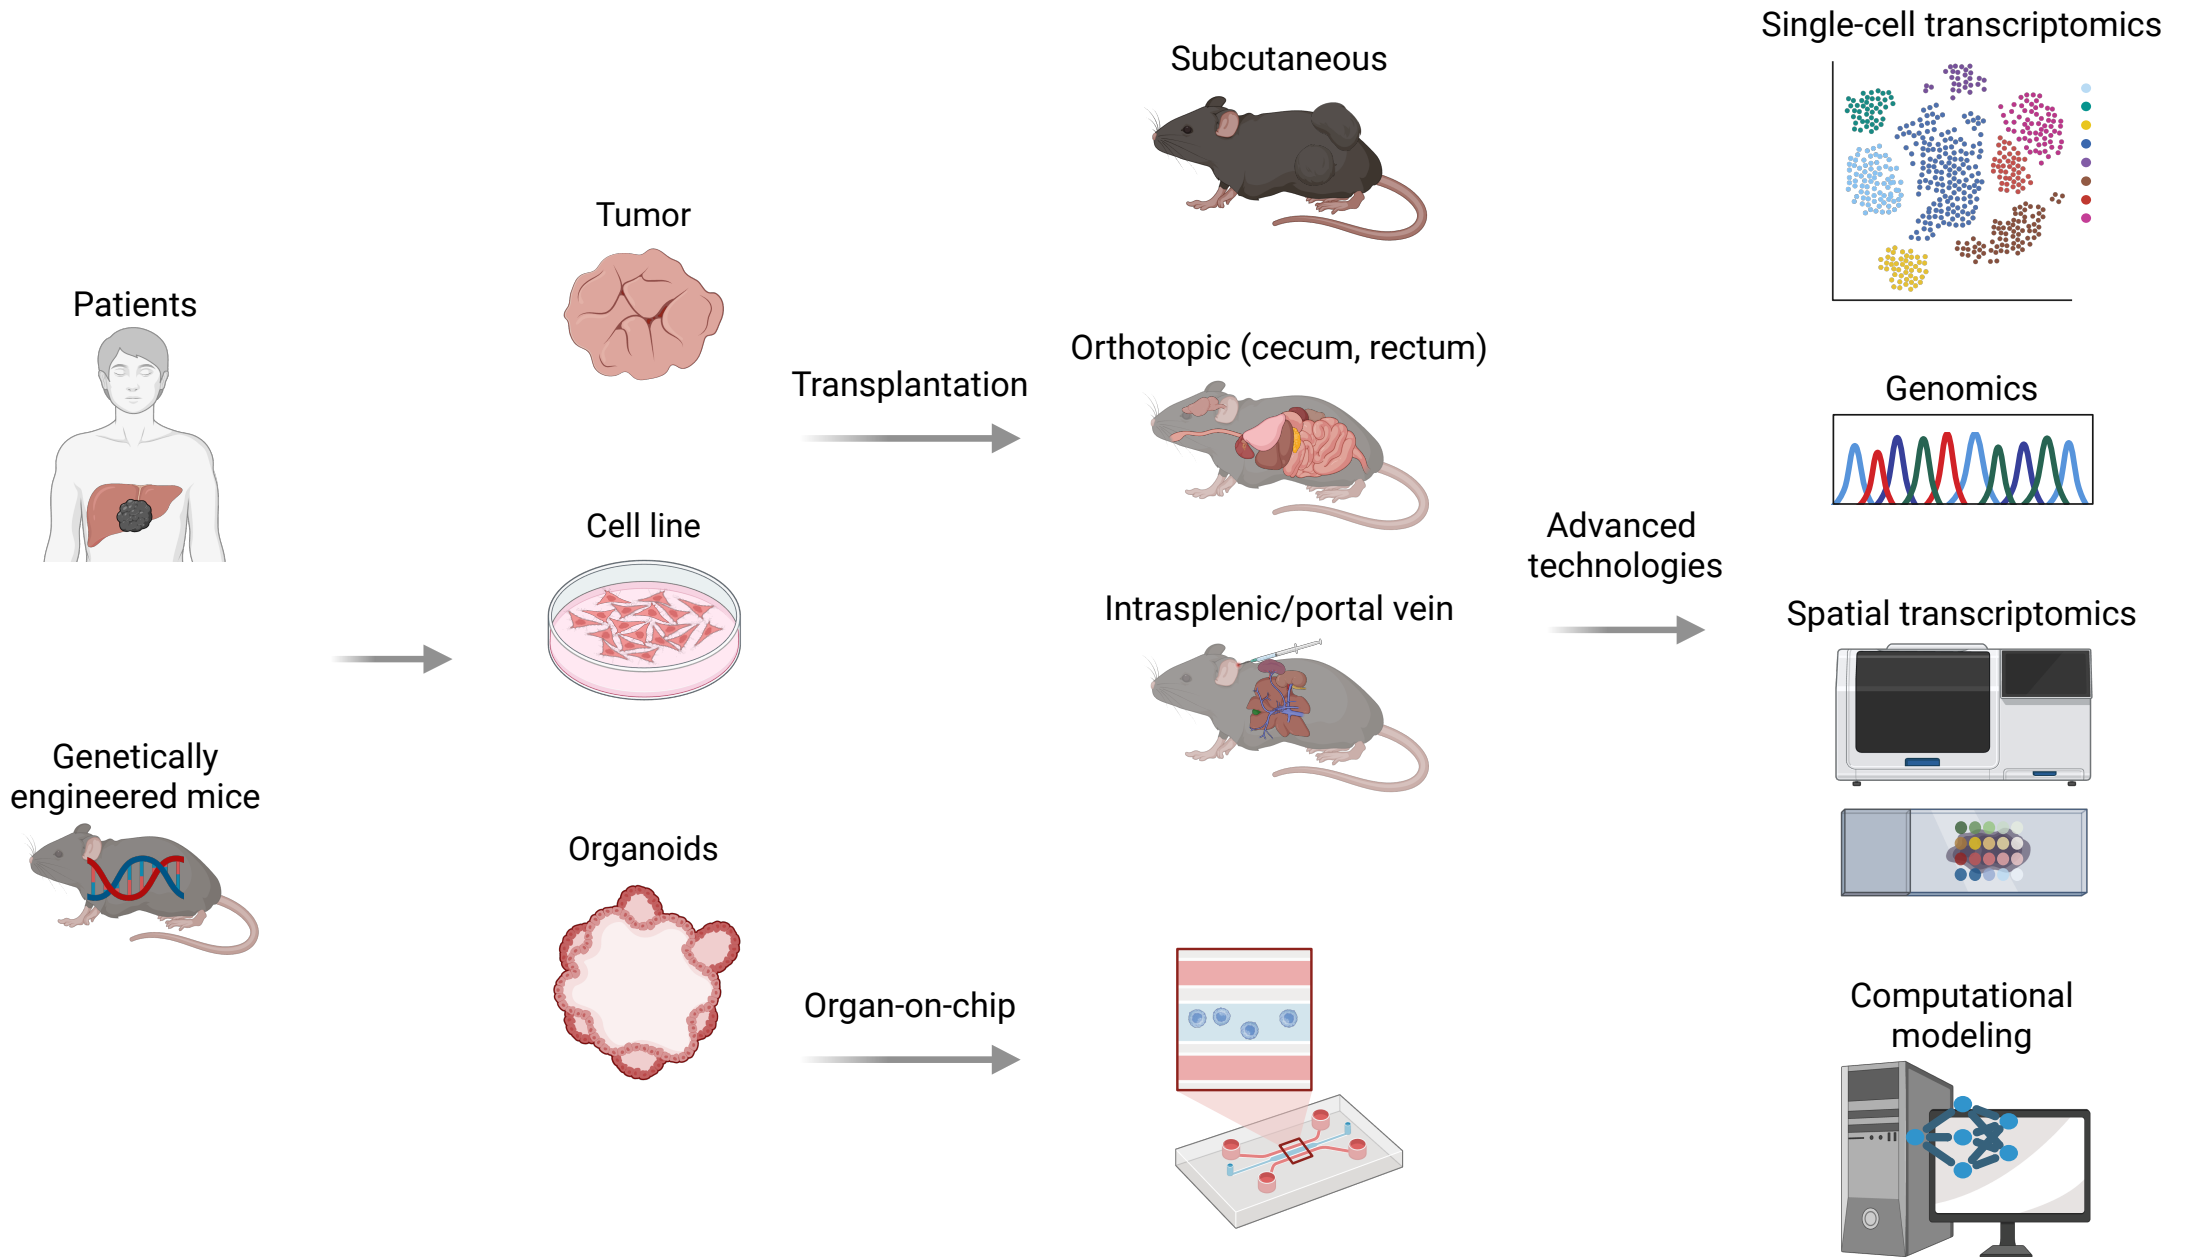 Patients
Genetically
engineered mice
Tumor
Cell line
Organoids
Transplantation
Organ-on-chip
Subcutaneous
Orthotopic (cecum, rectum)
Intrasplenic/portal vein
Advanced
technologies
Single-cell transcriptomics
Genomics
Spatial transcriptomics
Computational
modeling